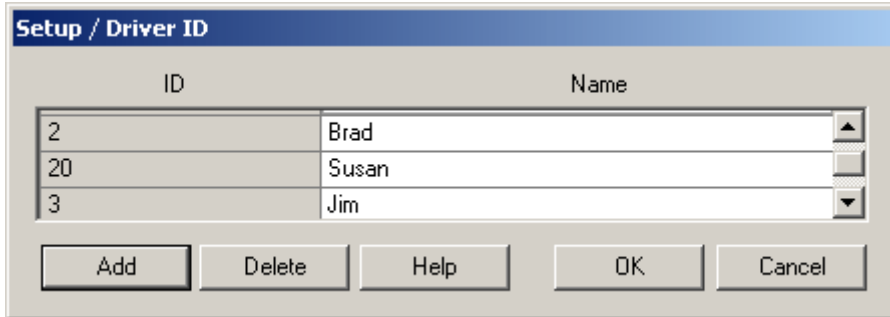 Setup / Driver ID
ID Name
2 Brad
20 Susan
3 Jim
Add Delete Help OK Cancel